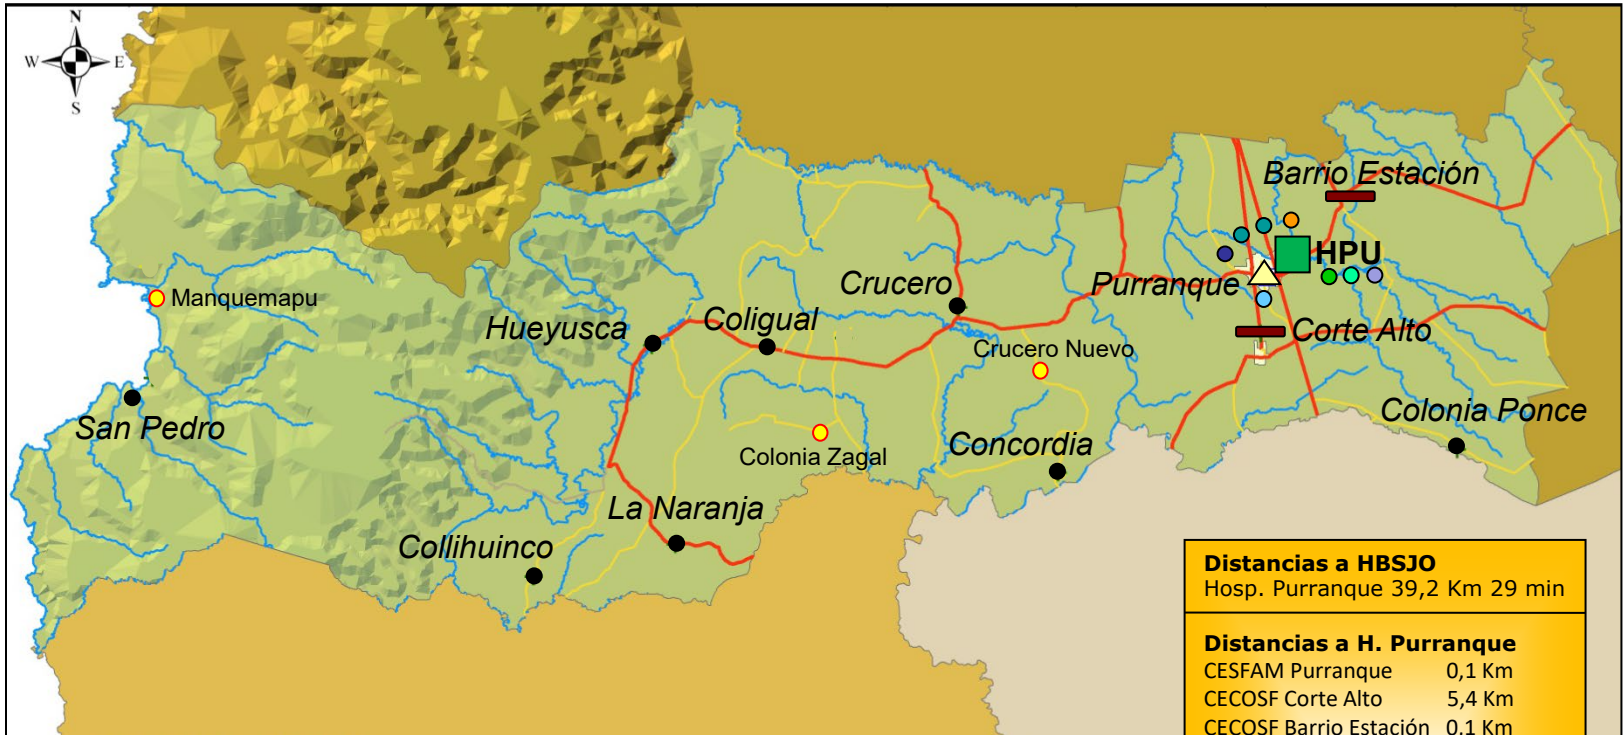 N
W E
S
Barrio Estación
HPU
Purranque
Manquemapu
Crucero
Hueyusca
Coligual
Corte Alto
Crucero Nuevo
San Pedro
Colonia Ponce
Concordia
Colonia Zagal
La Naranja
Collihuinco
Distancias a HBSJO
Hosp. Purranque 39,2 Km 29 min
Distancias a H. Purranque
CESFAM Purranque 0,1 Km
CECOSF Corte Alto 5,4 Km
CECOSF Barrio Estación 0,1 Km